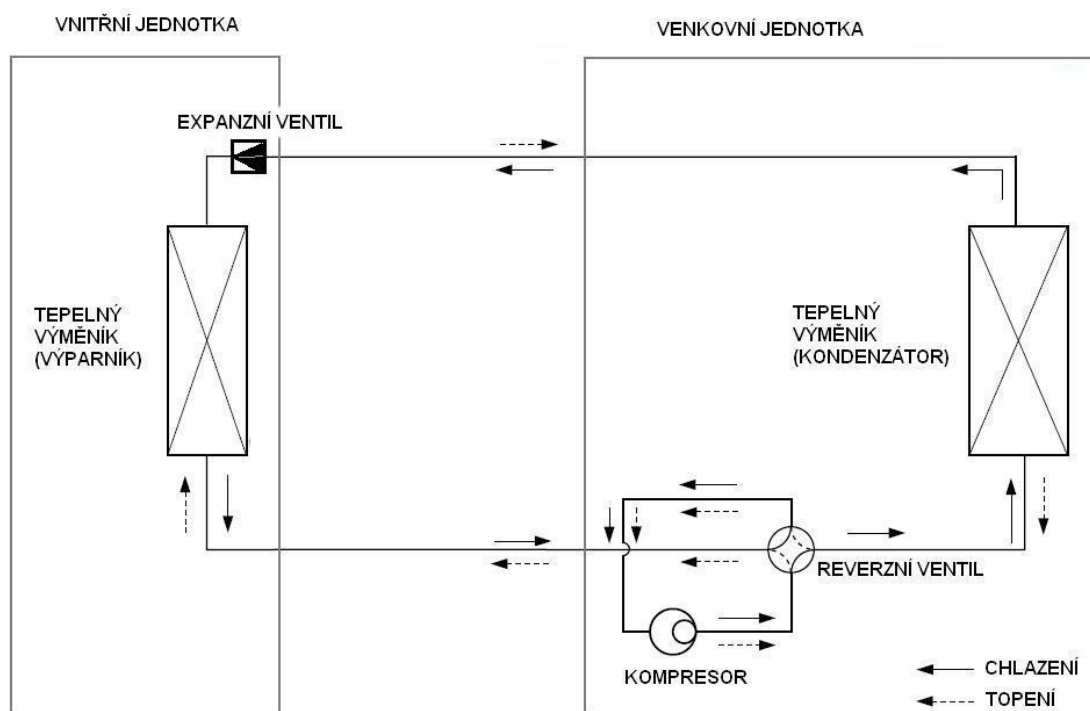 VNITŘNÍ JEDNOTKA
VENKOVNÍ JEDNOTKA
EXPANZNÍ VENTIL
TEPELNÝ
VÝMĚNÍK
(VÝPARNÍK)
TEPELNÝ
VÝMĚNÍK
(KONDENZÁTOR)
REVERZNÍ VENTIL
KOMPRESOR
CHLAZENÍ
TOPENÍ